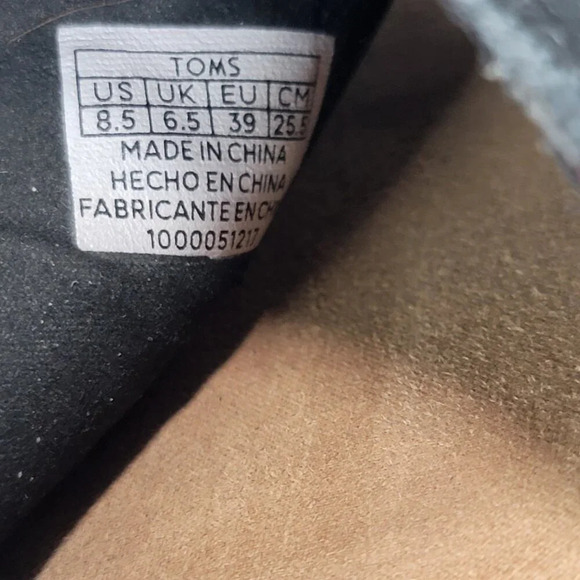 TOMS
US UK EU CM
8.5 6.5 39 25.5
MADE IN CHINA
HECHO EN CHINA
FABRICANTE EN
1000051217